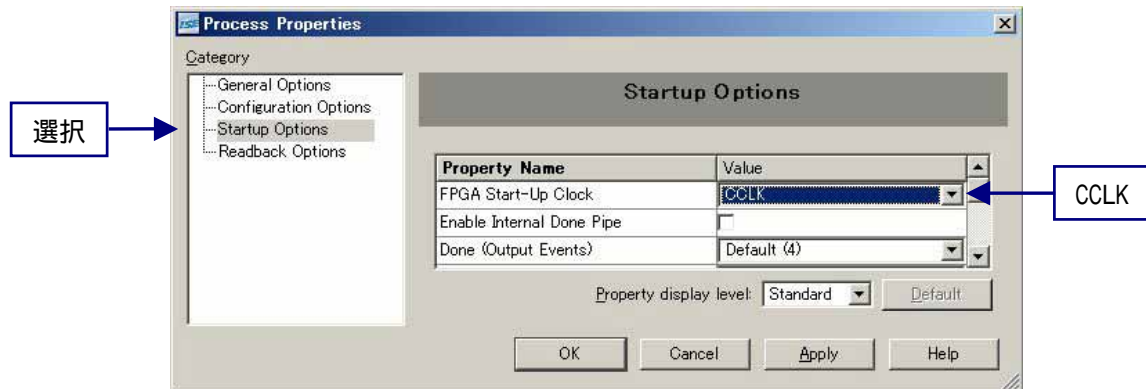 Process Properties
Category
General Options
Configuration Options
Startup Options
Readback Options
選択
Startup Options
Property Name Value
FPGA Start-Up Clock CCLK
Enable Internal Done Pipe
Done (Output Events) Default (4)
CCLK
Property display level: Standard Default
OK Cancel Apply Help